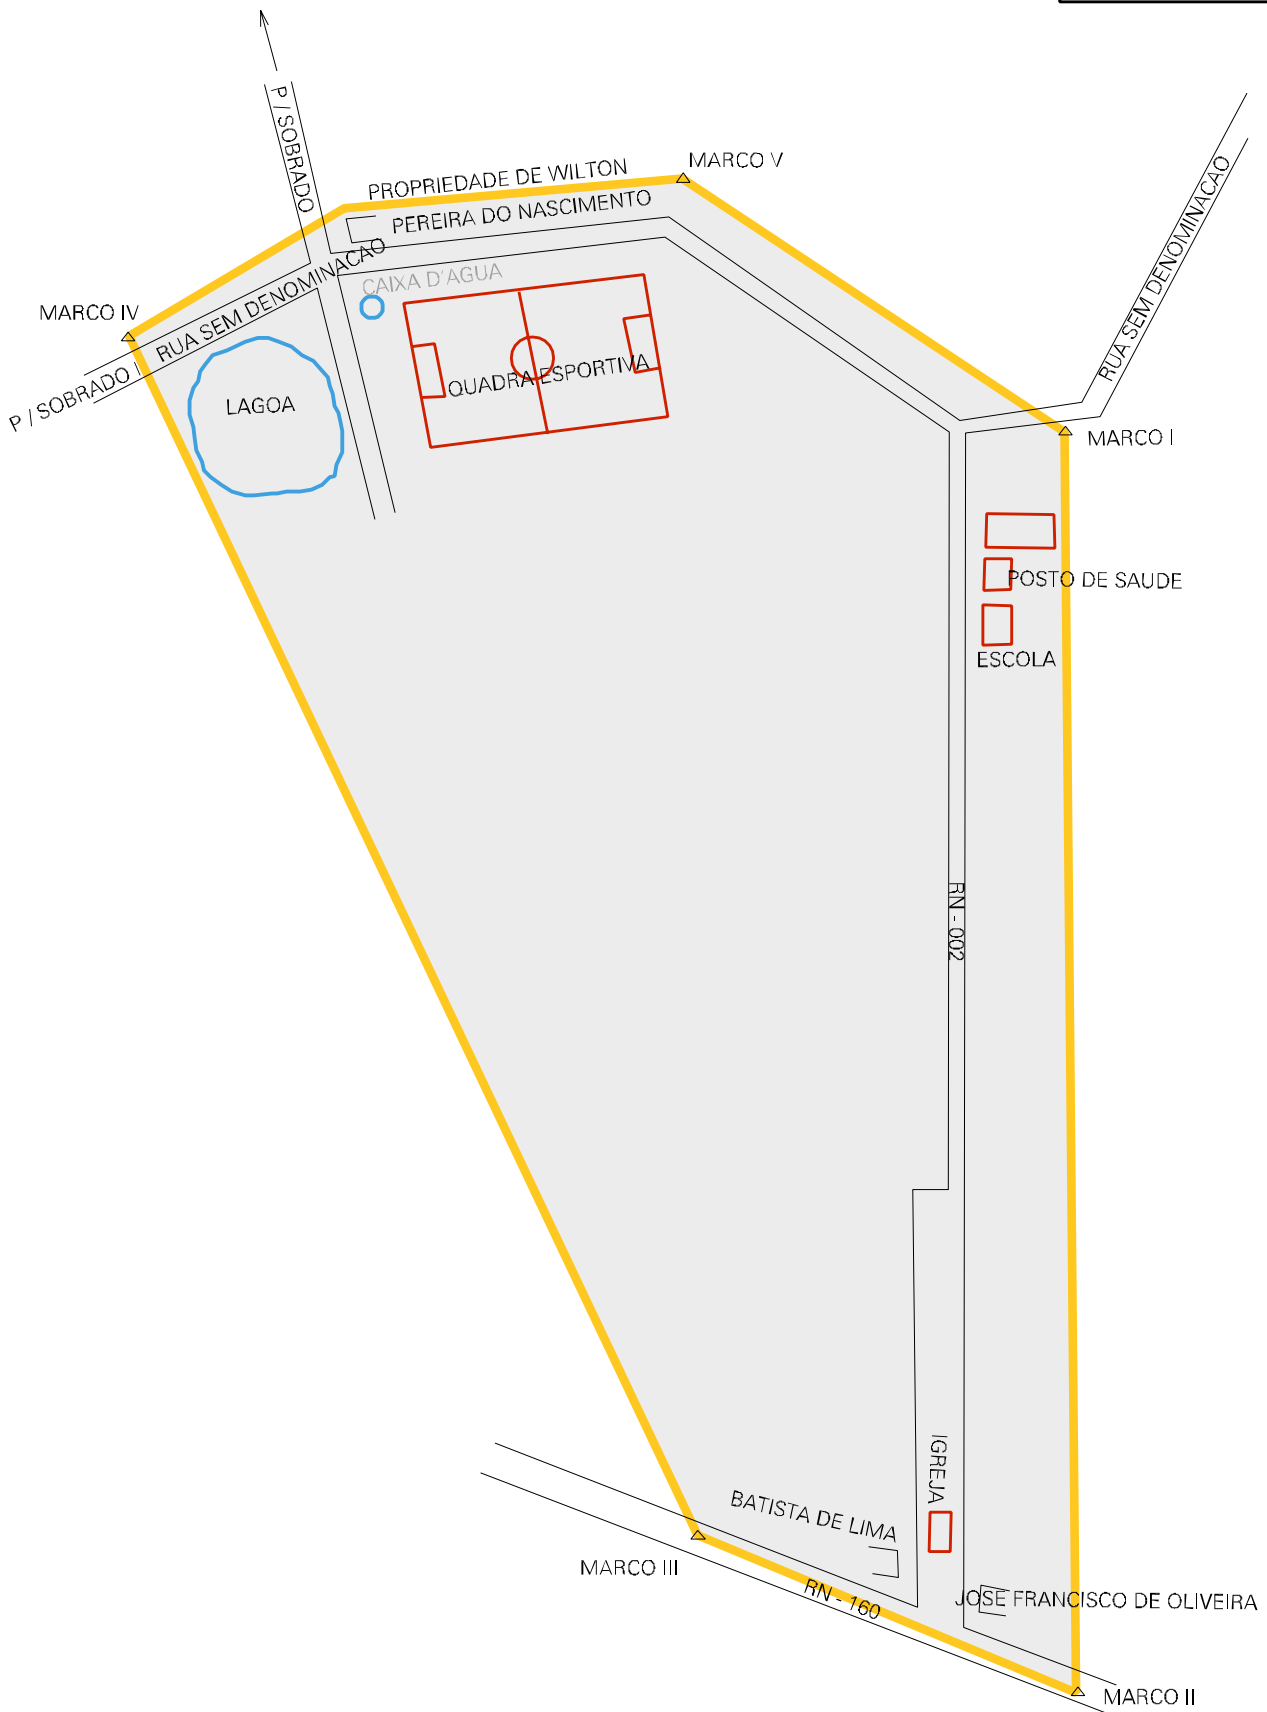 P / SOBRADO
MARCO V
PROPRIEDADE DE WILTON
PEREIRA DO NASCIMENTO
RUA SEM DENOMINACAO
RUA SEM DENOMINACAO
CAIXA D'AGUA
MARCO IV
P / SOBRADO I
LAGOA
QUADRA ESPORTIVA
MARCO I
POSTO DE SAUDE
ESCOLA
RN - 002
IGREJA
BATISTA DE LIMA
MARCO III
RN - 160
JOSE FRANCISCO DE OLIVEIRA
MARCO II